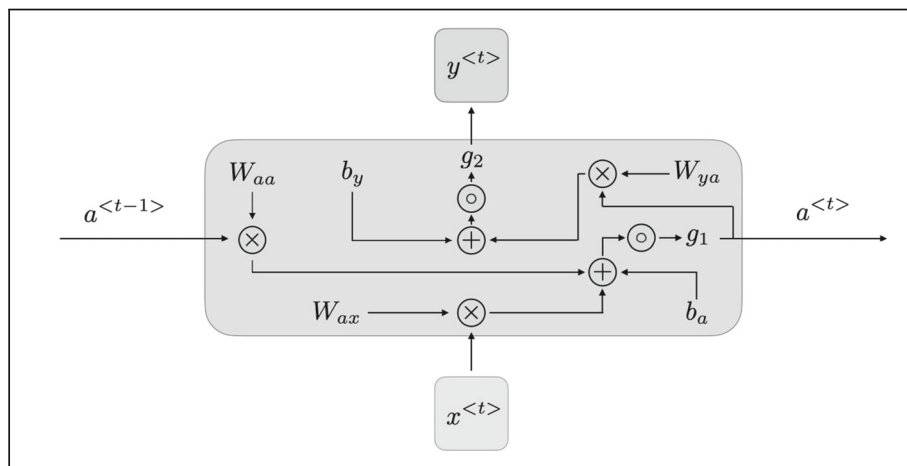 y^{<t>}
W_{aa} b_y g_2 W_{ya}
a^{<t-1>} a^{<t>}
g_1
W_{ax} b_a
x^{<t>}